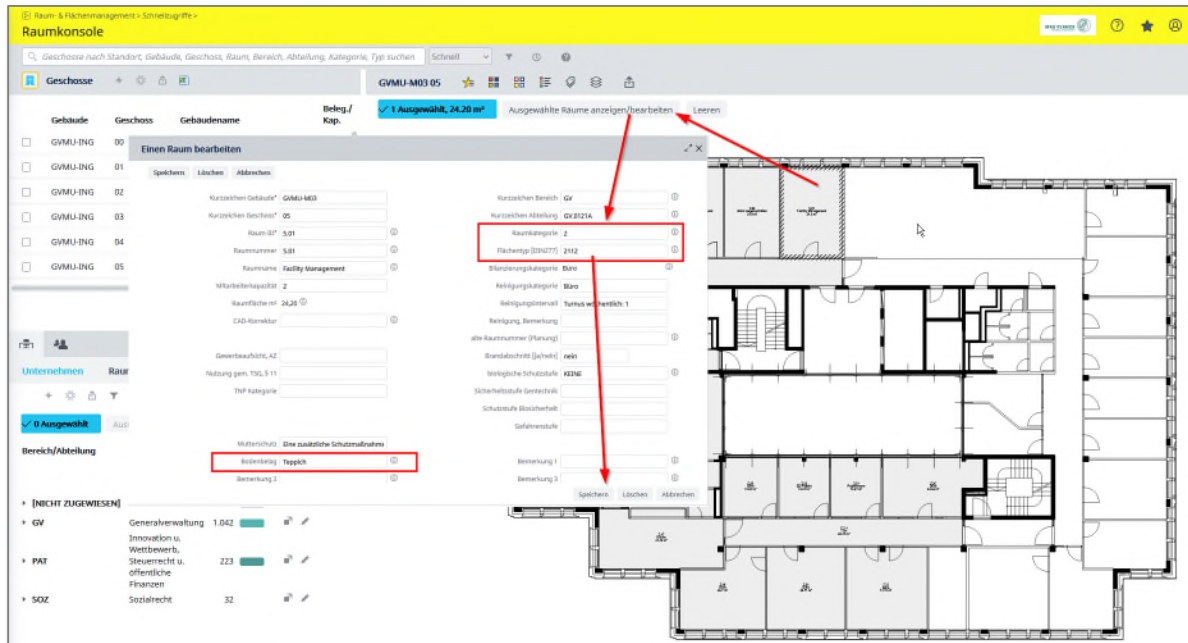 Raum- & Flächenmanagement > Schnellzugriffe >
Raumkonsole
Geschosse nach Standort, Gebäude, Geschoss, Raum, Bereich, Abteilung, Kategorie, Typ suchen
Schnell
Geschosse
GVMU-M03 05
1 Ausgewählt, 24.20 m²
Ausgewählte Räume anzeigen/bearbeiten
Leeren
Gebäude
Geschoss
Gebäudename
Beleg./
Kap.
GVMU-ING 00
GVMU-ING 01
GVMU-ING 02
GVMU-ING 03
GVMU-ING 04
GVMU-ING 05
Einen Raum bearbeiten
Speichern Löschen Abbrechen
Kurzzeichen Gebäude* GVMU-M03
Kurzzeichen Geschoss* 05
Raum-ID* 5.01
Raumnummer 5.01
Raumname Facility Management
Mitarbeiterkapazität 2
Raumfläche m² 24,20
CAD-Korrektur
Gewerbeaufsicht, AZ
Nutzung gem. TSG, § 11
TNP Kategorie
Mutterschutz Eine zusätzliche Schutzmaßnahme
Bodenbelag Teppich
Bemerkung 2
Kurzzeichen Bereich GV
Kurzzeichen Abteilung GV.0121A
Raumkategorie 2
Flächentyp [DIN277] 2112
Bilanzierungskategorie Büro
Reinigungskategorie Büro
Reinigungsintervall Turnus wöchentlich: 1
Reinigung, Bemerkung
alte Raumnummer (Planung)
Brandabschnitt [ja/nein] nein
biologische Schutzstufe KEINE
Sicherheitsstufe Gentechnik
Schutzstufe Biosicherheit
Gefahrenstufe
Bemerkung 1
Bemerkung 3
Speichern Löschen Abbrechen
Unternehmen
Raum
0 Ausgewählt
Aus
Bereich/Abteilung
[NICHT ZUGEWIESEN]
GV Generalverwaltung 1.042
PAT
Innovation u.
Wettbewerb,
Steuerrecht u.
öffentliche
Finanzen
223
SOZ Sozialrecht 32